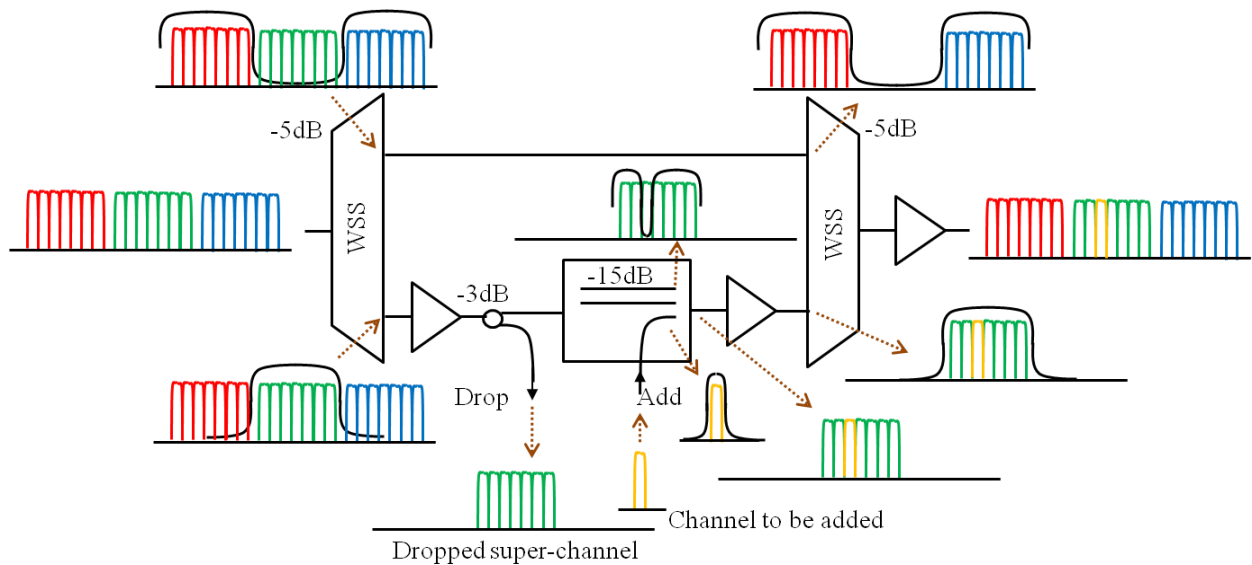 -5dB
-5dB
WSS
WSS
-15dB
-3dB
Drop
Add
Channel to be added
Dropped super-channel